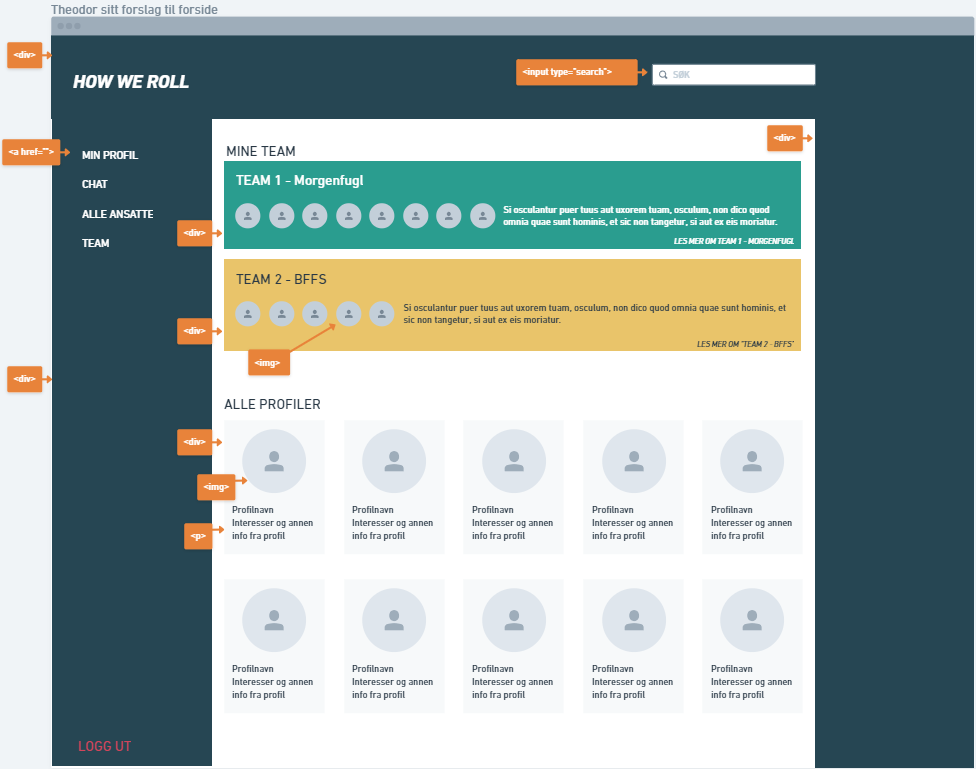 Theodor sitt forslag til forside
<div>
HOW WE ROLL
<input type="search">
SØK
<a href="">
MIN PROFIL
CHAT
ALLE ANSATTE
TEAM
<div>
MINE TEAM
TEAM 1 - Morgenfugl
Si osculantur puer tuus aut uxorem tuam, osculum, non dico quod
omnia quae sunt hominis, et sic non tangetur, si aut ex eis moriatur.
LES MER OM TEAM 1 - MORGENFUGL
<div>
TEAM 2 - BFFS
Si osculantur puer tuus aut uxorem tuam, osculum, non dico quod omnia quae sunt hominis, et
sic non tangetur, si aut ex eis moriatur.
LES MER OM "TEAM 2 - BFFS"
<div>
<img>
<div>
ALLE PROFILER
<div>
<img>
<p>
Profilnavn
Interesser og annen
info fra profil
Profilnavn
Interesser og annen
info fra profil
Profilnavn
Interesser og annen
info fra profil
Profilnavn
Interesser og annen
info fra profil
Profilnavn
Interesser og annen
info fra profil
Profilnavn
Interesser og annen
info fra profil
Profilnavn
Interesser og annen
info fra profil
Profilnavn
Interesser og annen
info fra profil
Profilnavn
Interesser og annen
info fra profil
Profilnavn
Interesser og annen
info fra profil
LOGG UT